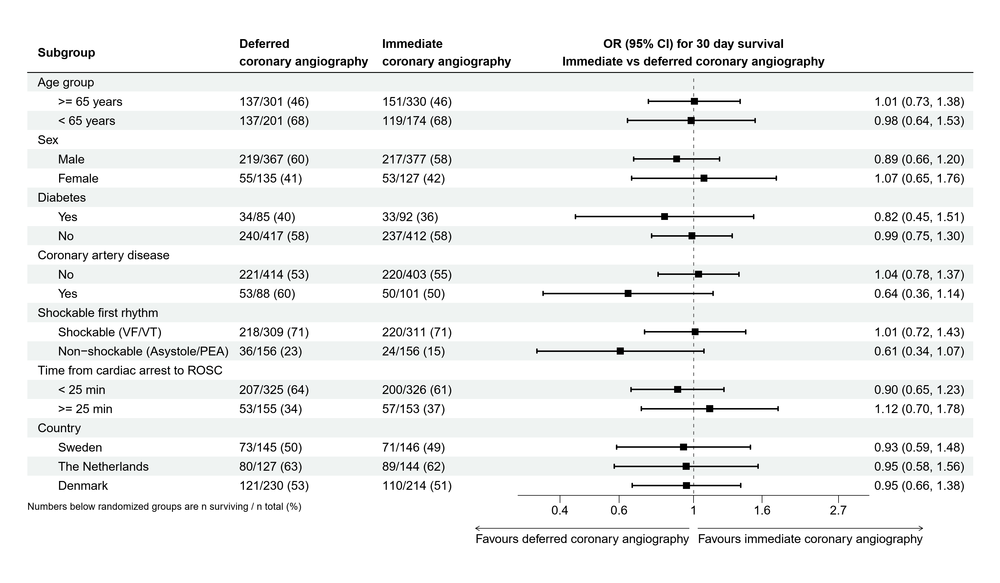 Subgroup
Deferred
coronary angiography
Immediate
coronary angiography
OR (95% CI) for 30 day survival
Immediate vs deferred coronary angiography
Age group
>= 65 years 137/301 (46) 151/330 (46) 1.01 (0.73, 1.38)
< 65 years 137/201 (68) 119/174 (68) 0.98 (0.64, 1.53)
Sex
Male 219/367 (60) 217/377 (58) 0.89 (0.66, 1.20)
Female 55/135 (41) 53/127 (42) 1.07 (0.65, 1.76)
Diabetes
Yes 34/85 (40) 33/92 (36) 0.82 (0.45, 1.51)
No 240/417 (58) 237/412 (58) 0.99 (0.75, 1.30)
Coronary artery disease
No 221/414 (53) 220/403 (55) 1.04 (0.78, 1.37)
Yes 53/88 (60) 50/101 (50) 0.64 (0.36, 1.14)
Shockable first rhythm
Shockable (VF/VT) 218/309 (71) 220/311 (71) 1.01 (0.72, 1.43)
Non−shockable (Asystole/PEA) 36/156 (23) 24/156 (15) 0.61 (0.34, 1.07)
Time from cardiac arrest to ROSC
< 25 min 207/325 (64) 200/326 (61) 0.90 (0.65, 1.23)
>= 25 min 53/155 (34) 57/153 (37) 1.12 (0.70, 1.78)
Country
Sweden 73/145 (50) 71/146 (49) 0.93 (0.59, 1.48)
The Netherlands 80/127 (63) 89/144 (62) 0.95 (0.58, 1.56)
Denmark 121/230 (53) 110/214 (51) 0.95 (0.66, 1.38)
Numbers below randomized groups are n surviving / n total (%)
0.4 0.6 1 1.6 2.7
Favours deferred coronary angiography Favours immediate coronary angiography